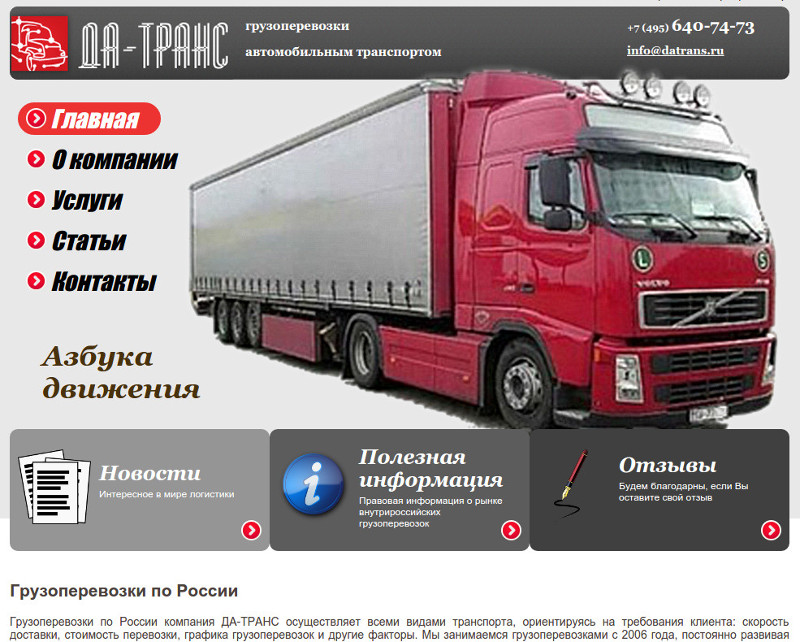 ДА-ТРАНС
грузоперевозки
автомобильным транспортом
+7 (495) 640-74-73
info@datrans.ru
Главная
О компании
Услуги
Статьи
Контакты
Азбука
движения
L
S
VOLVO
Новости
Интересное в мире логистики
Полезная
информация
Правовая информация о рынке
внутрироссийских
грузоперевозок
Отзывы
Будем благодарны, если Вы
оставите свой отзыв
Грузоперевозки по России
Грузоперевозки по России компания ДА-ТРАНС осуществляет всеми видами транспорта, ориентируясь на требования клиента: скорость
доставки, стоимость перевозки, графика грузоперевозок и другие факторы. Мы занимаемся грузоперевозками с 2006 года, постоянно развивая